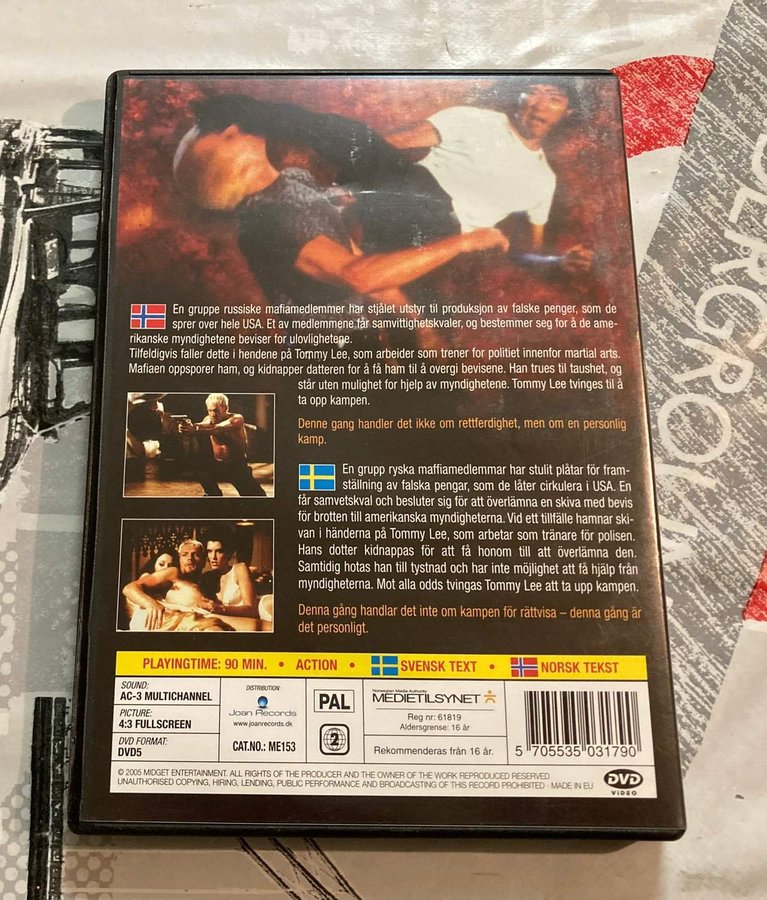 En gruppe russiske mafiamedlemmer har stjålet utstyr til produksjon av falske penger, som de
sprer over hele USA. Et av medlemmene får samvittighetskvaler, og bestemmer seg for å de ame-
rikanske myndighetene beviser for ulovlighetene.
Tilfeldigvis faller dette i hendene på Tommy Lee, som arbeider som trener for politiet innenfor martial arts.
Mafiaen oppsporer ham, og kidnapper datteren for å få ham til å overgi bevisene. Han trues til taushet, og
står uten mulighet for hjelp av myndighetene. Tommy Lee tvinges til å
ta opp kampen.
Denne gang handler det ikke om rettferdighet, men om en personlig
kamp.
En grupp ryska maffiamedlemmar har stulit plåtar för fram-
ställning av falska pengar, som de låter cirkulera i USA. En
får samvetskval och besluter sig för att överlämna en skiva med bevis
för brotten till amerikanska myndigheterna. Vid ett tillfälle hamnar ski-
van i händerna på Tommy Lee, som arbetar som tränare för polisen.
Hans dotter kidnappas för att få honom till att överlämna den.
Samtidig hotas han till tystnad och har inte möjlighet att få hjälp från
myndigheterna. Mot alla odds tvingas Tommy Lee att ta upp kampen.
Denna gång handlar det inte om kampen för rättvisa – denna gång är
det personligt.
PLAYINGTIME: 90 MIN. • ACTION • SVENSK TEXT • NORSK TEKST
SOUND:
AC-3 MULTICHANNEL
PICTURE:
4:3 FULLSCREEN
DVD FORMAT:
DVD5
DISTRIBUTION:
Joan Records
www.joanrecords.dk
CAT.NO.: ME153
PAL
2
Norwegian Media Authority
MEDIETILSYNET
Reg nr: 61819
Aldersgrense: 16 år
Rekommenderas från 16 år.
5 705535 031790
© 2005 MIDGET ENTERTAINMENT. ALL RIGHTS OF THE PRODUCER AND THE OWNER OF THE WORK REPRODUCED RESERVED
UNAUTHORISED COPYING, HIRING, LENDING, PUBLIC PERFORMANCE AND BROADCASTING OF THIS RECORD PROHIBITED - MADE IN EU
DVD
VIDEO